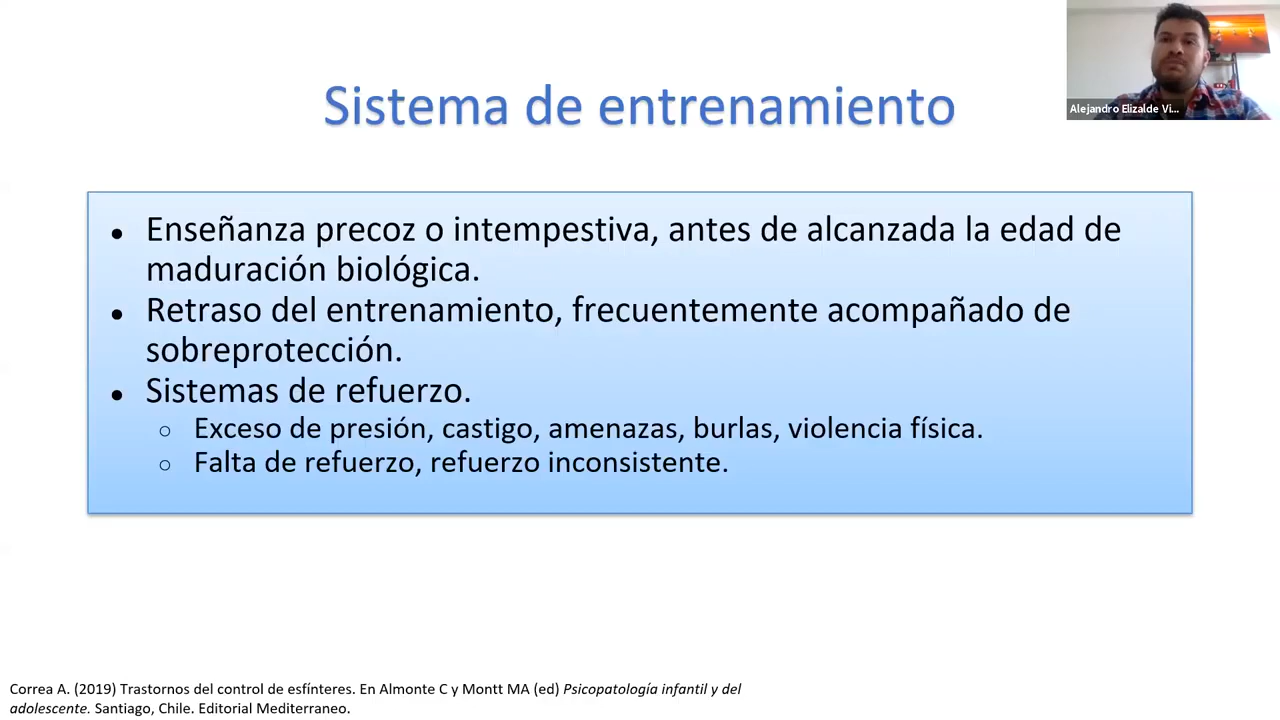 Alejandro Elizalde Vi...
Sistema de entrenamiento
• Enseñanza precoz o intempestiva, antes de alcanzada la edad de
maduración biológica.
• Retraso del entrenamiento, frecuentemente acompañado de
sobreprotección.
• Sistemas de refuerzo.
○ Exceso de presión, castigo, amenazas, burlas, violencia física.
○ Falta de refuerzo, refuerzo inconsistente.
Correa A. (2019) Trastornos del control de esfínteres. En Almonte C y Montt MA (ed) Psicopatología infantil y del
adolescente. Santiago, Chile. Editorial Mediterraneo.